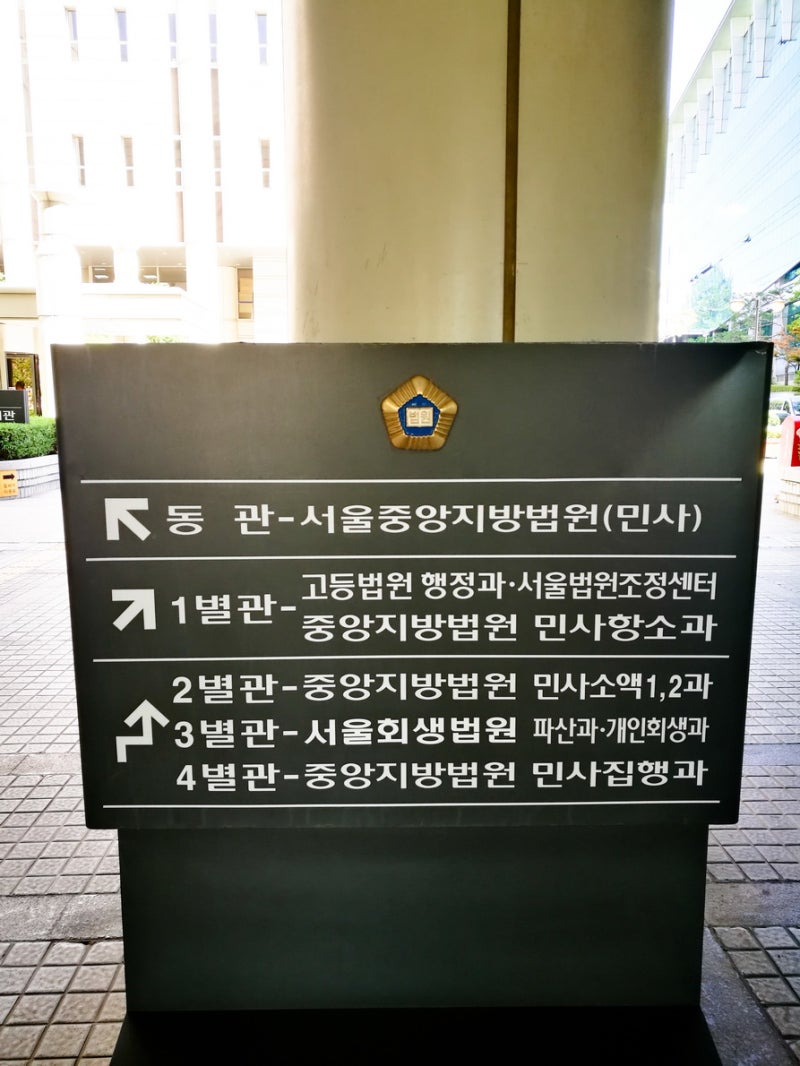 법원
동 관-서울중앙지방법원(민사)
1별관-고등법원 행정과·서울법원조정센터
중앙지방법원 민사항소과
2별관-중앙지방법원 민사소액1,2과
3별관-서울회생법원 파산과·개인회생과
4별관-중앙지방법원 민사집행과